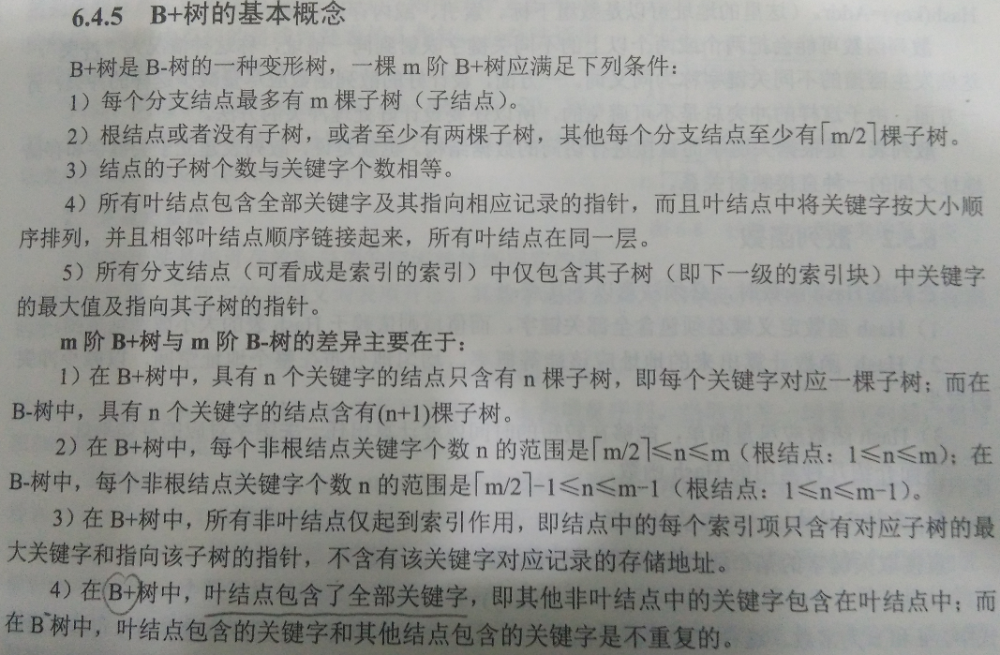 6.4.5 B+树的基本概念
B+树是 B-树的一种变形树，一棵 m 阶 B+树应满足下列条件：
1）每个分支结点最多有 m 棵子树（子结点）。
2）根结点或者没有子树，或者至少有两棵子树，其他每个分支结点至少有⌈m/2⌉棵子树。
3）结点的子树个数与关键字个数相等。
4）所有叶结点包含全部关键字及其指向相应记录的指针，而且叶结点中将关键字按大小顺
序排列，并且相邻叶结点顺序链接起来，所有叶结点在同一层。
5）所有分支结点（可看成是索引的索引）中仅包含其子树（即下一级的索引块）中关键字
的最大值及指向其子树的指针。
m 阶 B+树与 m 阶 B-树的差异主要在于：
1）在 B+树中，具有 n 个关键字的结点只含有 n 棵子树，即每个关键字对应一棵子树；而在
B-树中，具有 n 个关键字的结点含有(n+1)棵子树。
2）在 B+树中，每个非根结点关键字个数 n 的范围是⌈m/2⌉≤n≤m（根结点：1≤n≤m）；在
B-树中，每个非根结点关键字个数 n 的范围是⌈m/2⌉-1≤n≤m-1（根结点：1≤n≤m-1）。
3）在 B+树中，所有非叶结点仅起到索引作用，即结点中的每个索引项只含有对应子树的最
大关键字和指向该子树的指针，不含有该关键字对应记录的存储地址。
4）在 B+树中，叶结点包含了全部关键字，即其他非叶结点中的关键字包含在叶结点中；而
在 B-树中，叶结点包含的关键字和其他结点包含的关键字是不重复的。